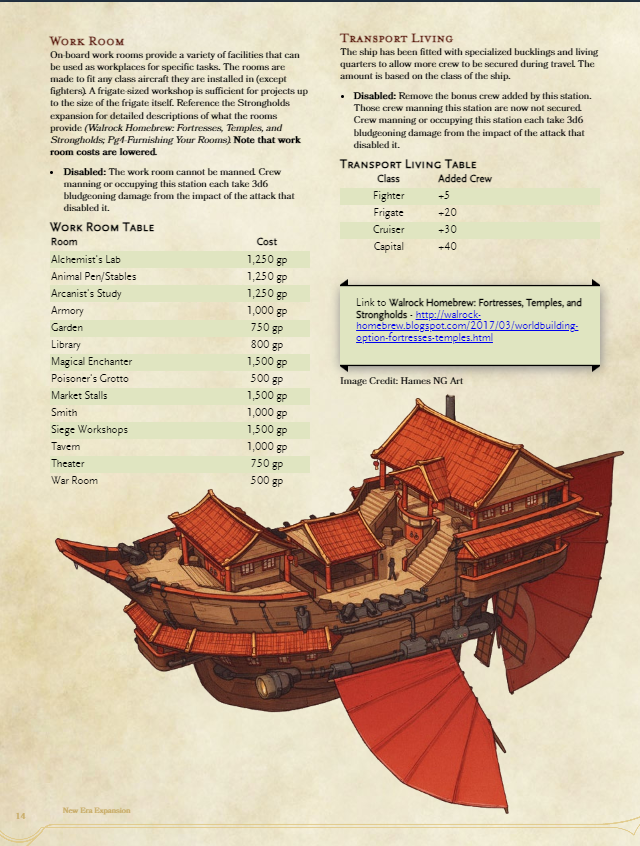 Work Room
On-board work rooms provide a variety of facilities that can
be used as workplaces for specific tasks. The rooms are
made to fit any class aircraft they are installed in (except
fighters). A frigate-sized workshop is sufficient for projects up
to the size of the frigate itself. Reference the Strongholds
expansion for detailed descriptions of what the rooms
provide (Walrock Homebrew: Fortresses, Temples, and
Strongholds; Pg4-Furnishing Your Rooms). Note that work
room costs are lowered.
• Disabled: The work room cannot be manned. Crew
manning or occupying this station each take 3d6
bludgeoning damage from the impact of the attack that
disabled it.
Work Room Table
Room Cost
Alchemist's Lab 1,250 gp
Animal Pen/Stables 1,250 gp
Arcanist's Study 1,250 gp
Armory 1,000 gp
Garden 750 gp
Library 800 gp
Magical Enchanter 1,500 gp
Poisoner's Grotto 500 gp
Market Stalls 1,500 gp
Smith 1,000 gp
Siege Workshops 1,500 gp
Tavern 1,000 gp
Theater 750 gp
War Room 500 gp
Transport Living
The ship has been fitted with specialized bucklings and living
quarters to allow more crew to be secured during travel. The
amount is based on the class of the ship.
• Disabled: Remove the bonus crew added by this station.
Those crew manning this station are now not secured.
Crew manning or occupying this station each take 3d6
bludgeoning damage from the impact of the attack that
disabled it.
Transport Living Table
Class Added Crew
Fighter +5
Frigate +20
Cruiser +30
Capital +40
Link to Walrock Homebrew: Fortresses, Temples, and
Strongholds - http://walrock-
homebrew.blogspot.com/2017/03/worldbuilding-
option-fortresses-temples.html
Image Credit: Hames NG Art
14
New Era Expansion